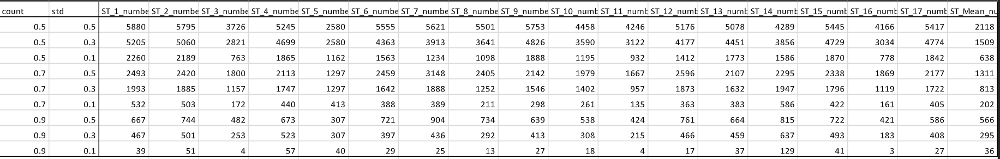 count std ST_1_numbe ST_2_numbe ST_3_numbe ST_4_numbe ST_5_numbe ST_6_numbe ST_7_numbe ST_8_numbe ST_9_numbe ST_10_numb ST_11_numb ST_12_numb ST_13_numb ST_14_numb ST_15_numb ST_16_numb ST_17_numb ST_Mean_nu
0.5 0.5 5880 5795 3726 5245 2580 5555 5621 5501 5753 4458 4246 5176 5078 4289 5445 4166 5417 2118
0.5 0.3 5205 5060 2821 4699 2580 4363 3913 3641 4826 3590 3122 4177 4451 3856 4729 3034 4774 1509
0.5 0.1 2260 2189 763 1865 1162 1563 1234 1098 1888 1195 932 1412 1773 1586 1870 778 1842 638
0.7 0.5 2493 2420 1800 2113 1297 2459 3148 2405 2142 1979 1667 2596 2107 2295 2338 1869 2177 1311
0.7 0.3 1993 1885 1157 1747 1297 1642 1888 1252 1546 1402 957 1873 1632 1947 1796 1119 1722 813
0.7 0.1 532 503 172 440 413 388 389 211 298 261 135 363 383 586 422 161 405 202
0.9 0.5 667 744 482 673 307 721 904 734 639 538 424 761 664 815 722 421 586 566
0.9 0.3 467 501 253 523 307 397 436 292 413 308 215 466 459 637 493 183 408 295
0.9 0.1 39 51 4 57 40 29 25 13 27 18 4 17 37 129 41 3 27 36